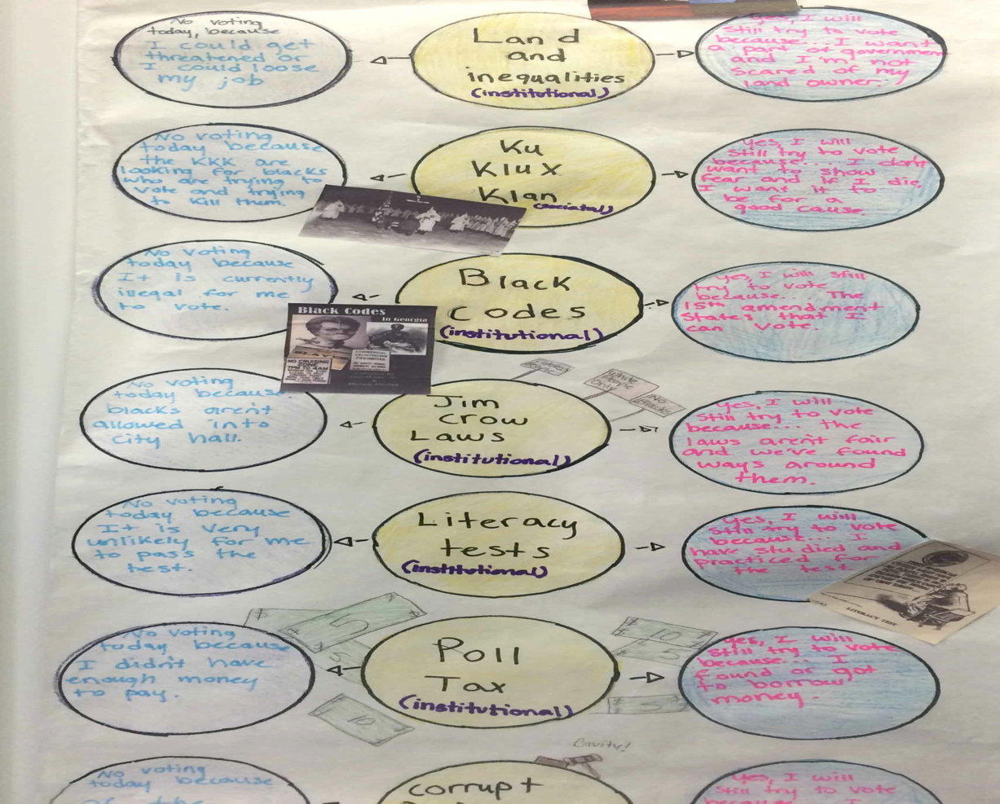 No voting
today, because
I could get
threatened or
I could loose
my job
Land
and
inequalities
(institutional)
Yes, I will
still try to vote
because... I want
a part of government
and I'm not
scared of my
land owner.
No voting
today because
the KKK are
looking for blacks
who are trying to
vote and trying
to kill them.
Ku
Klux
Klan
(societal)
Yes, I will
still try to vote
because... I don't
want to show
fear and if I die,
I want it to
be for a
good cause.
No voting
today because
It is currently
illegal for me
to vote.
Black
Codes
(institutional)
Yes, I will still
try to vote
because... The
15th amendment
states that I
can vote.
Black Codes
In Georgia
NO CRUISING
ZONE
No voting
today because
blacks aren't
allowed into
city hall.
Jim
crow
Laws
(institutional)
White
People
Only
NO
Blacks
Yes, I will
still try to vote
because... the
laws aren't fair
and we've found
ways around
them.
No voting
today because
It is very
unlikely for me
to pass the
test.
Literacy
tests
(institutional)
Yes, I will
still try to vote
because... I
have studied and
practiced for
the test
LITERACY TEST
No voting
today because
I didn't have
enough money
to pay.
$ 5 $
$ 10 $
Poll
Tax
(institutional)
$ 10 $
$ 5
$ 5 $
Yes, I will
still try to vote
because... I
found or got
to borrow
money.
No voting
today because
of the
Cavity!
corrupt
Yes, I will
still try to vote
because... I